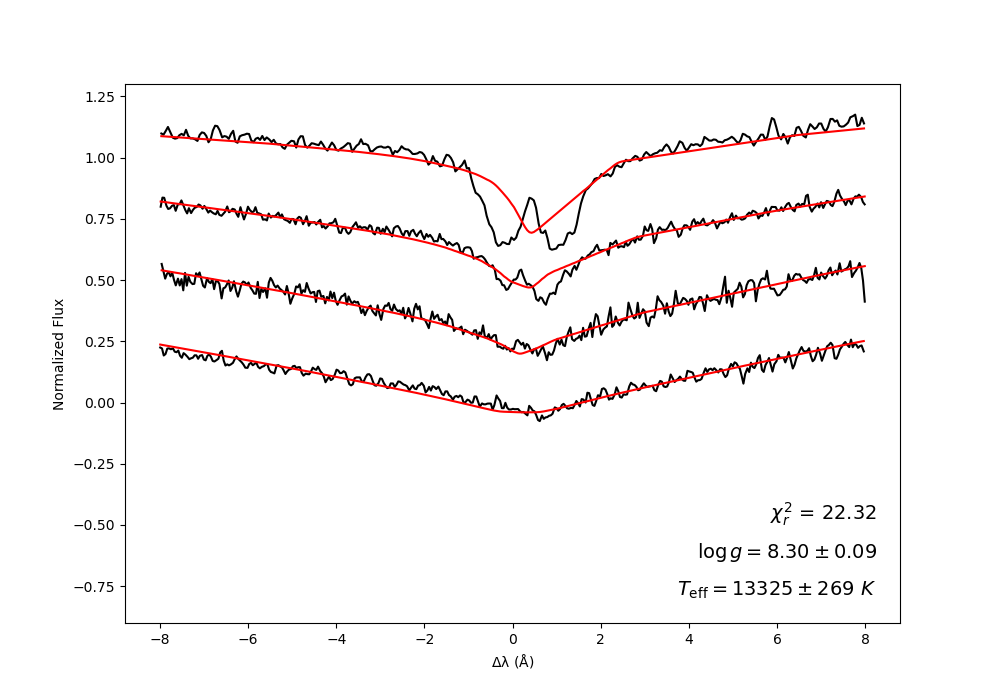 1.25
1.00
0.75
0.50
0.25
0.00
−0.25
−0.50
−0.75
Normalized Flux
χ²ᵣ = 22.32
log g = 8.30 ± 0.09
T_eff = 13325 ± 269 K
−8 −6 −4 −2 0 2 4 6 8
Δλ (Å)